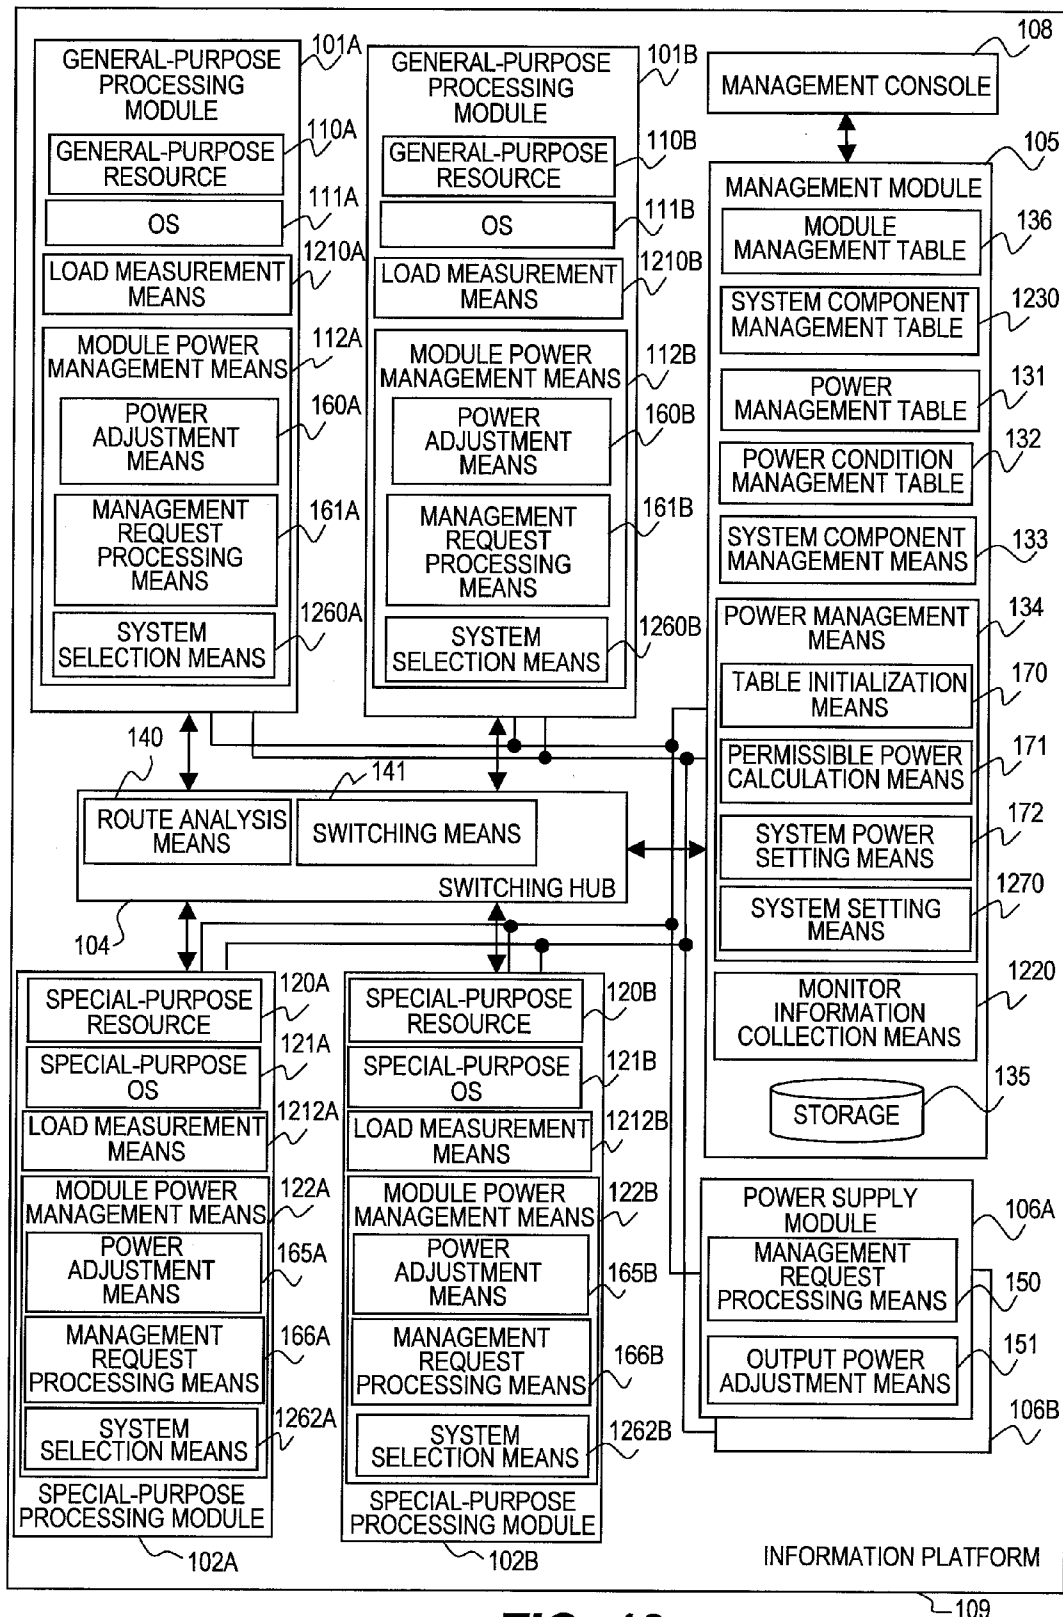 101A
GENERAL-PURPOSE
PROCESSING
MODULE
110A
GENERAL-PURPOSE
RESOURCE
111A
OS
1210A
LOAD MEASUREMENT
MEANS
112A
MODULE POWER
MANAGEMENT MEANS
160A
POWER
ADJUSTMENT
MEANS
161A
MANAGEMENT
REQUEST
PROCESSING
MEANS
1260A
SYSTEM
SELECTION MEANS
101B
GENERAL-PURPOSE
PROCESSING
MODULE
110B
GENERAL-PURPOSE
RESOURCE
111B
OS
1210B
LOAD MEASUREMENT
MEANS
112B
MODULE POWER
MANAGEMENT MEANS
160B
POWER
ADJUSTMENT
MEANS
161B
MANAGEMENT
REQUEST
PROCESSING
MEANS
1260B
SYSTEM
SELECTION MEANS
108
MANAGEMENT CONSOLE
105
MANAGEMENT MODULE
136
MODULE
MANAGEMENT TABLE
1230
SYSTEM COMPONENT
MANAGEMENT TABLE
131
POWER
MANAGEMENT TABLE
132
POWER CONDITION
MANAGEMENT TABLE
133
SYSTEM COMPONENT
MANAGEMENT MEANS
134
POWER MANAGEMENT
MEANS
170
TABLE INITIALIZATION
MEANS
171
PERMISSIBLE POWER
CALCULATION MEANS
172
SYSTEM POWER
SETTING MEANS
1270
SYSTEM SETTING
MEANS
1220
MONITOR
INFORMATION
COLLECTION MEANS
135
STORAGE
140
ROUTE ANALYSIS
MEANS
141
SWITCHING MEANS
SWITCHING HUB
104
120A
SPECIAL-PURPOSE
RESOURCE
121A
SPECIAL-PURPOSE
OS
1212A
LOAD MEASUREMENT
MEANS
122A
MODULE POWER
MANAGEMENT MEANS
165A
POWER
ADJUSTMENT
MEANS
166A
MANAGEMENT
REQUEST
PROCESSING MEANS
1262A
SYSTEM
SELECTION MEANS
SPECIAL-PURPOSE
PROCESSING MODULE
102A
120B
SPECIAL-PURPOSE
RESOURCE
121B
SPECIAL-PURPOSE
OS
1212B
LOAD MEASUREMENT
MEANS
122B
MODULE POWER
MANAGEMENT MEANS
165B
POWER
ADJUSTMENT
MEANS
166B
MANAGEMENT
REQUEST
PROCESSING MEANS
1262B
SYSTEM
SELECTION MEANS
SPECIAL-PURPOSE
PROCESSING MODULE
102B
106A
POWER SUPPLY
MODULE
150
MANAGEMENT
REQUEST
PROCESSING MEANS
151
OUTPUT POWER
ADJUSTMENT MEANS
106B
INFORMATION PLATFORM
109